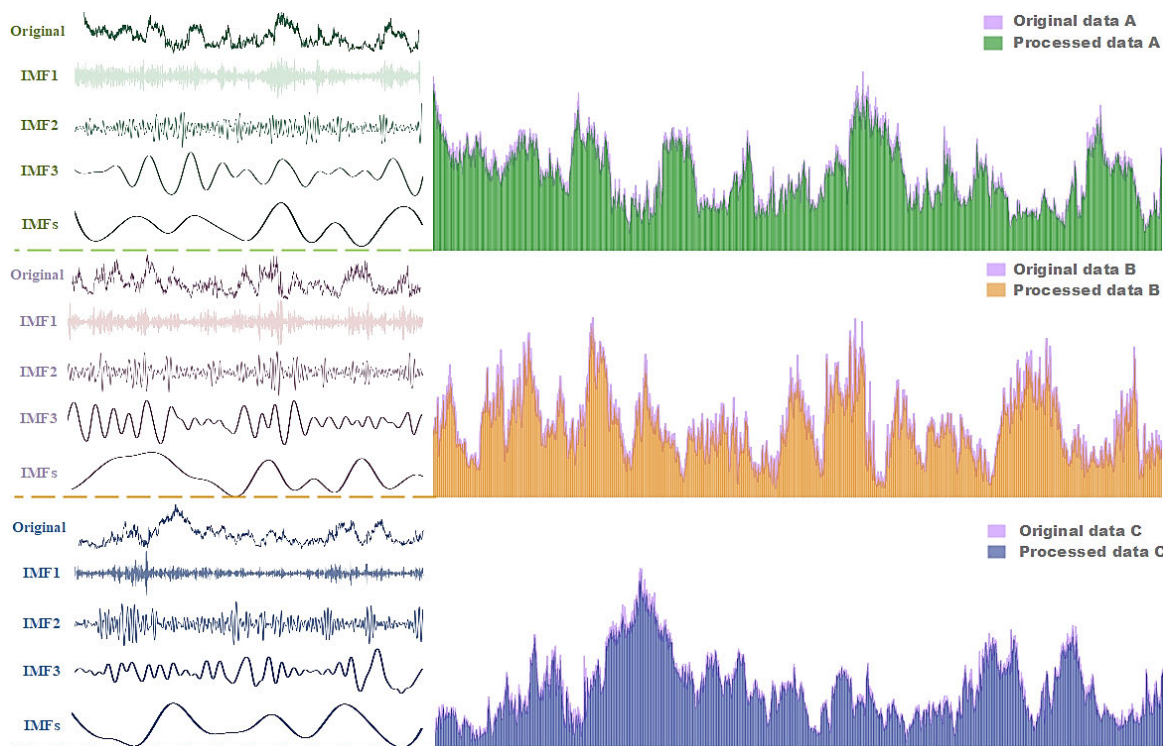 Original
IMF1
IMF2
IMF3
IMFs
Original data A
Processed data A
Original
IMF1
IMF2
IMF3
IMFs
Original data B
Processed data B
Original
IMF1
IMF2
IMF3
IMFs
Original data C
Processed data C